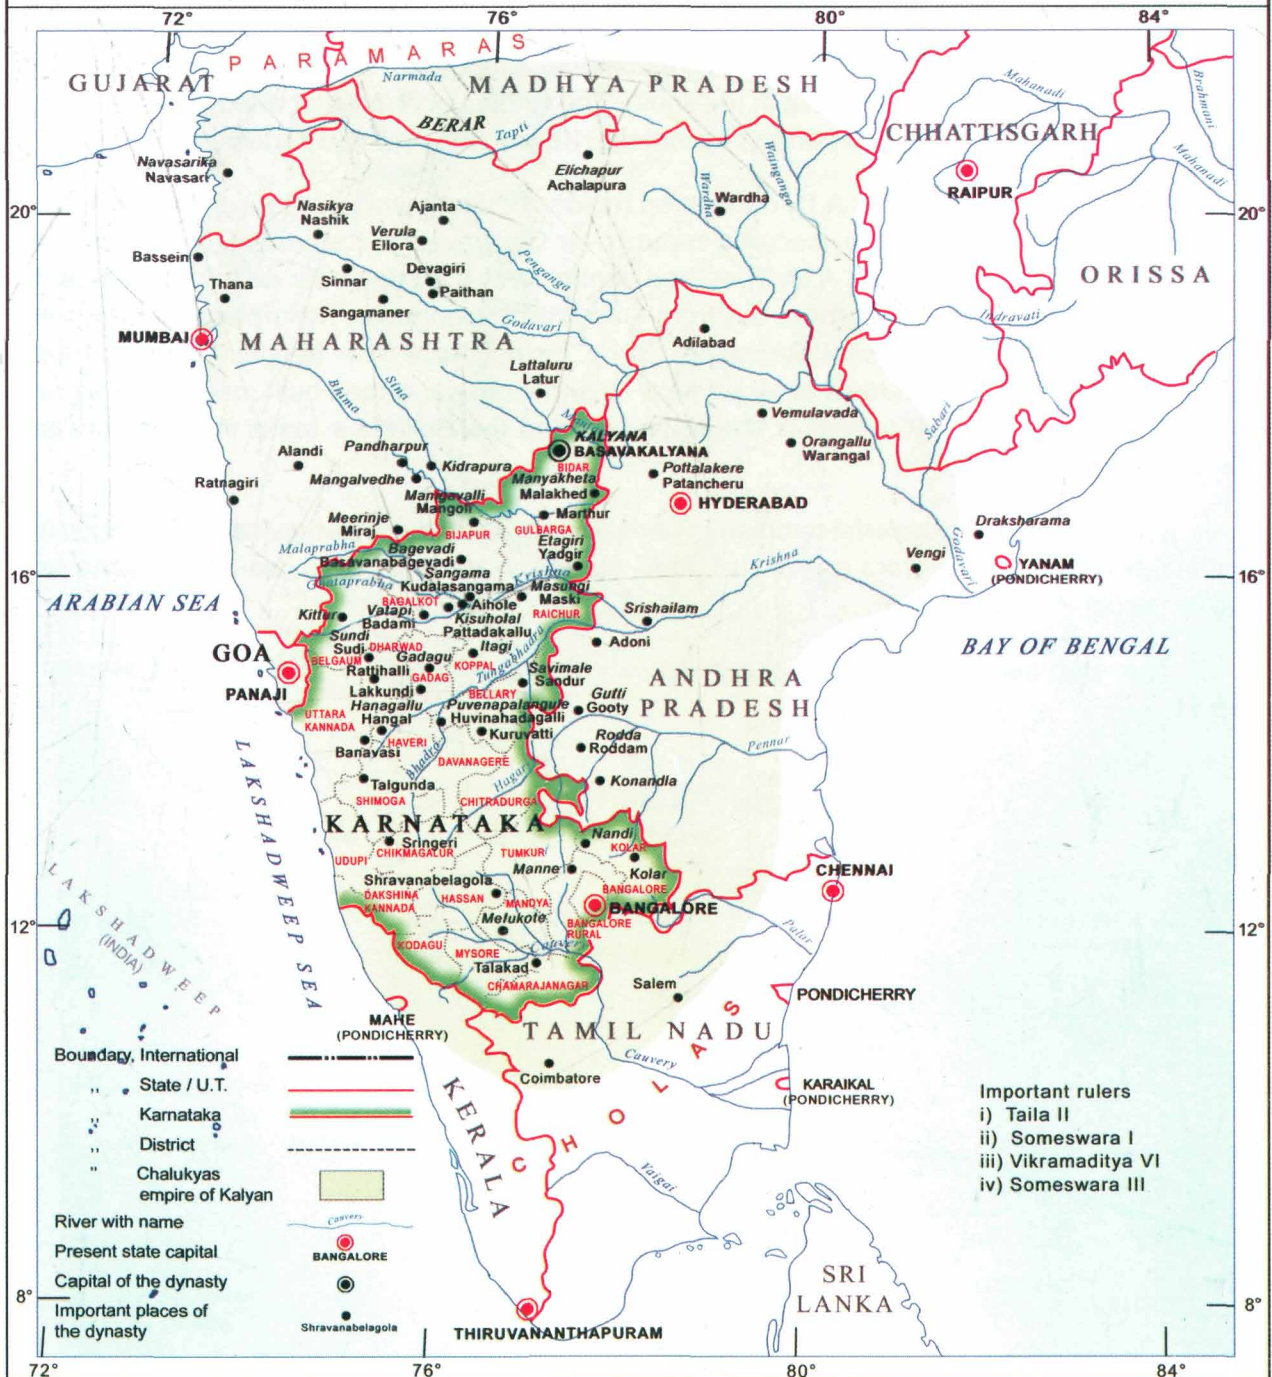 72°
76°
80°
84°
PARAMARAS
GUJARAT
Narmada
MADHYA PRADESH
Mahanadi
Brahmani
BERAR
Tapti
CHHATTISGARH
Mahanadi
Navasarika
Navasari
Elichapur
Achalapura
Wardha
Wainganga
RAIPUR
Wardha
20°
20°
Nasikya
Nashik
Ajanta
Verula
Ellora
Bassein
Penganga
Sinnar
Devagiri
Paithan
ORISSA
Thana
Sangamaner
Godavari
Indravati
MUMBAI
MAHARASHTRA
Adilabad
Lattaluru
Latur
Bhima
Sina
Sabari
Vemulavada
KALYANA
BASAVAKALYANA
Orangallu
Warangal
Alandi
Pandharpur
Kidrapura
BIDAR
Pottalakere
Patancheru
Mangalvedhe
Manyakheta
Malakhed
Ratnagiri
HYDERABAD
Mangoli
Marthur
Meerinje
Miraj
BIJAPUR
GULBARGA
Draksharama
Malaprabha
Bagevadi
Basavanabagevadi
Etagiri
Yadgir
Vengi
Godavari
YANAM
(PONDICHERRY)
Krishna
Sangama
Kudalasangama
Krishna
16°
16°
Ghataprabha
Masungi
Maski
ARABIAN SEA
BAGALKOT
Aihole
RAICHUR
Srishailam
Kittur
Vatapi
Badami
Kisuholal
Pattadakallu
Adoni
BAY OF BENGAL
Sundi
Sudi
DHARWAD
Itagi
GOA
BELGAUM
Gadagu
KOPPAL
Tungabhadra
Rattihalli
GADAG
Savimale
Sandur
ANDHRA
PRADESH
PANAJI
Lakkundi
BELLARY
Gutti
Gooty
UTTARA
KANNADA
Hanagallu
Hangal
Puvenapalangule
Huvinahadagalli
Kuruvatti
Rodda
Roddam
Pennar
Banavasi
HAVERI
Bhadra
DAVANAGERE
Hagari
Talgunda
Konandla
SHIMOGA
CHITRADURGA
LAKSHADWEEP SEA
KARNATAKA
Nandi
Sringeri
CHIKMAGALUR
TUMKUR
KOLAR
UDUPI
Manne
Kolar
CHENNAI
Shravanabelagola
BANGALORE
DAKSHINA
KANNADA
HASSAN
MANDYA
BANGALORE
LAKSHADWEEP
(INDIA)
Melukote
BANGALORE
RURAL
12°
12°
Palar
KODAGU
MYSORE
Cauvery
Talakad
CHAMARAJANAGAR
Salem
PONDICHERRY
MAHE
(PONDICHERRY)
TAMIL NADU
Cauvery
Coimbatore
KARAIKAL
(PONDICHERRY)
KERALA
CHOLAS
Vaigai
Boundary, International
,, State / U.T.
,, Karnataka
,, District
" Chalukyas
empire of Kalyan
River with name
Cauvery
Present state capital
BANGALORE
Capital of the dynasty
Important places of
the dynasty
Shravanabelagola
Important rulers
i) Taila II
ii) Someswara I
iii) Vikramaditya VI
iv) Someswara III
SRI
LANKA
8°
8°
THIRUVANANTHAPURAM
72°
76°
80°
84°